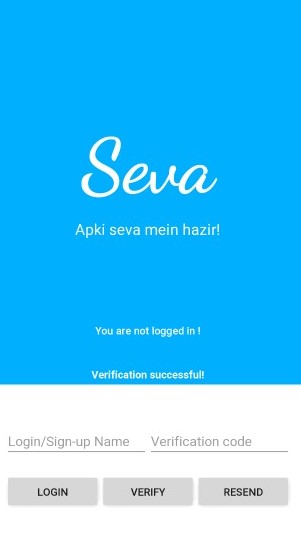 Seva
Apki seva mein hazir!
You are not logged in !
Verification successful!
Login/Sign-up Name Verification code
LOGIN VERIFY RESEND